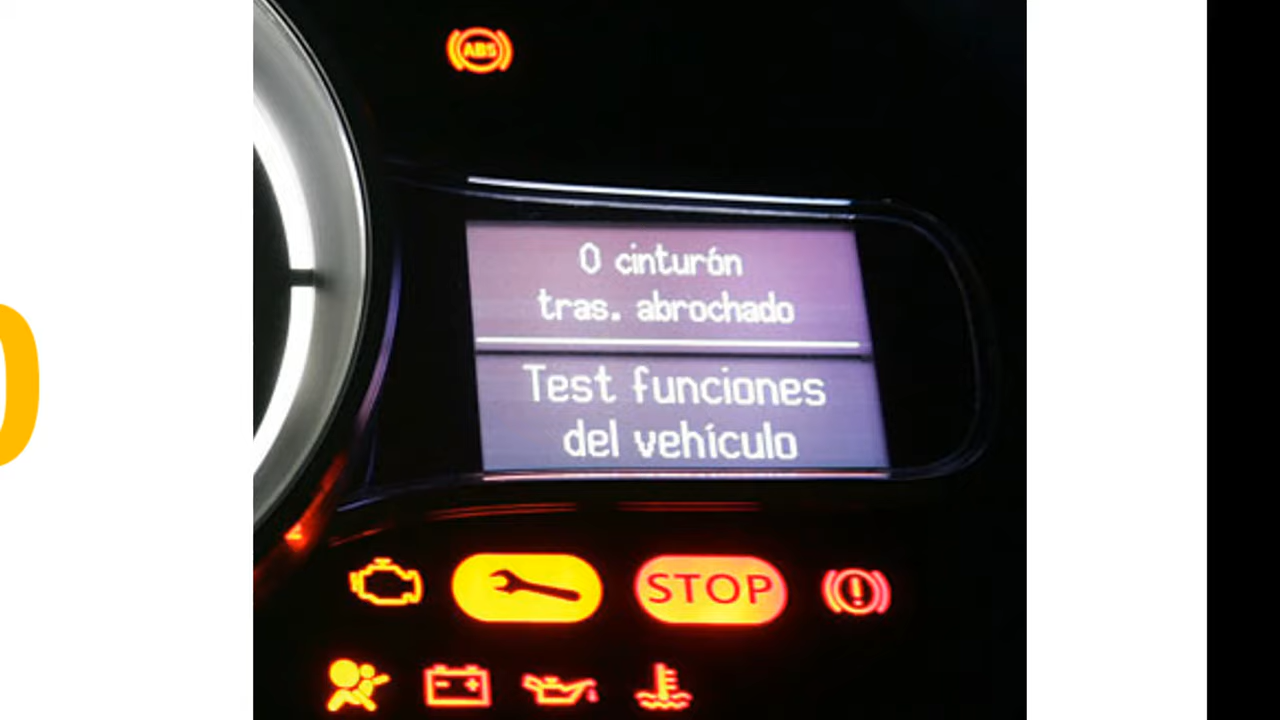 ABS
0 cinturón
tras. abrochado
Test funciones
del vehículo
STOP